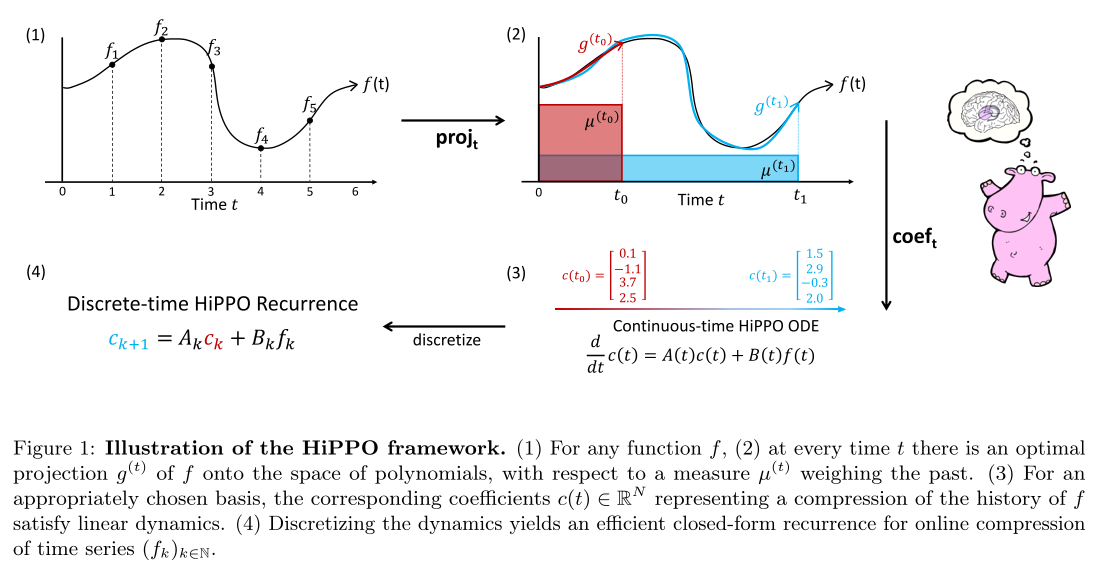 (1)
f₁
f₂
f₃
f₄
f₅
f(t)
0 1 2 3 4 5 6
Time t
proj_t
(2)
g^(t₀)
μ^(t₀)
g^(t₁)
μ^(t₁)
f(t)
0 t₀ Time t t₁
coef_t
(3)
c(t₀) = [0.1 −1.1 3.7 2.5]
c(t₁) = [1.5 2.9 −0.3 2.0]
Continuous-time HiPPO ODE
d/dt c(t) = A(t)c(t) + B(t)f(t)
discretize
(4)
Discrete-time HiPPO Recurrence
c_{k+1} = A_k c_k + B_k f_k
Figure 1: Illustration of the HiPPO framework. (1) For any function f, (2) at every time t there is an optimal
projection g^(t) of f onto the space of polynomials, with respect to a measure μ^(t) weighing the past. (3) For an
appropriately chosen basis, the corresponding coefficients c(t) ∈ ℝ^N representing a compression of the history of f
satisfy linear dynamics. (4) Discretizing the dynamics yields an efficient closed-form recurrence for online compression
of time series (f_k)_{k∈ℕ}.